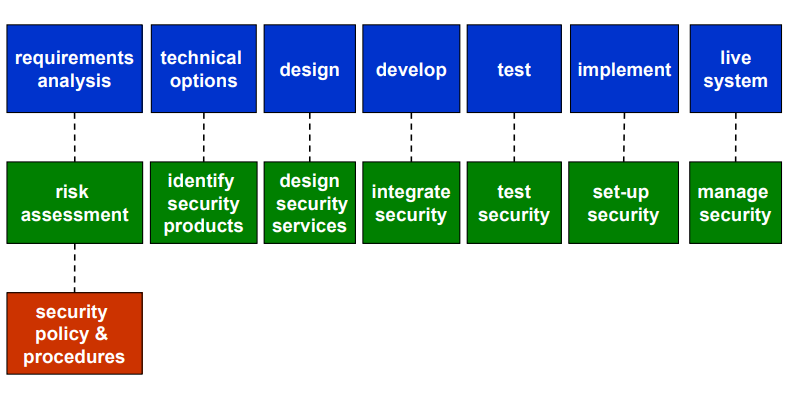 requirements
analysis
technical
options
design
develop
test
implement
live
system
risk
assessment
identify
security
products
design
security
services
integrate
security
test
security
set-up
security
manage
security
security
policy &
procedures